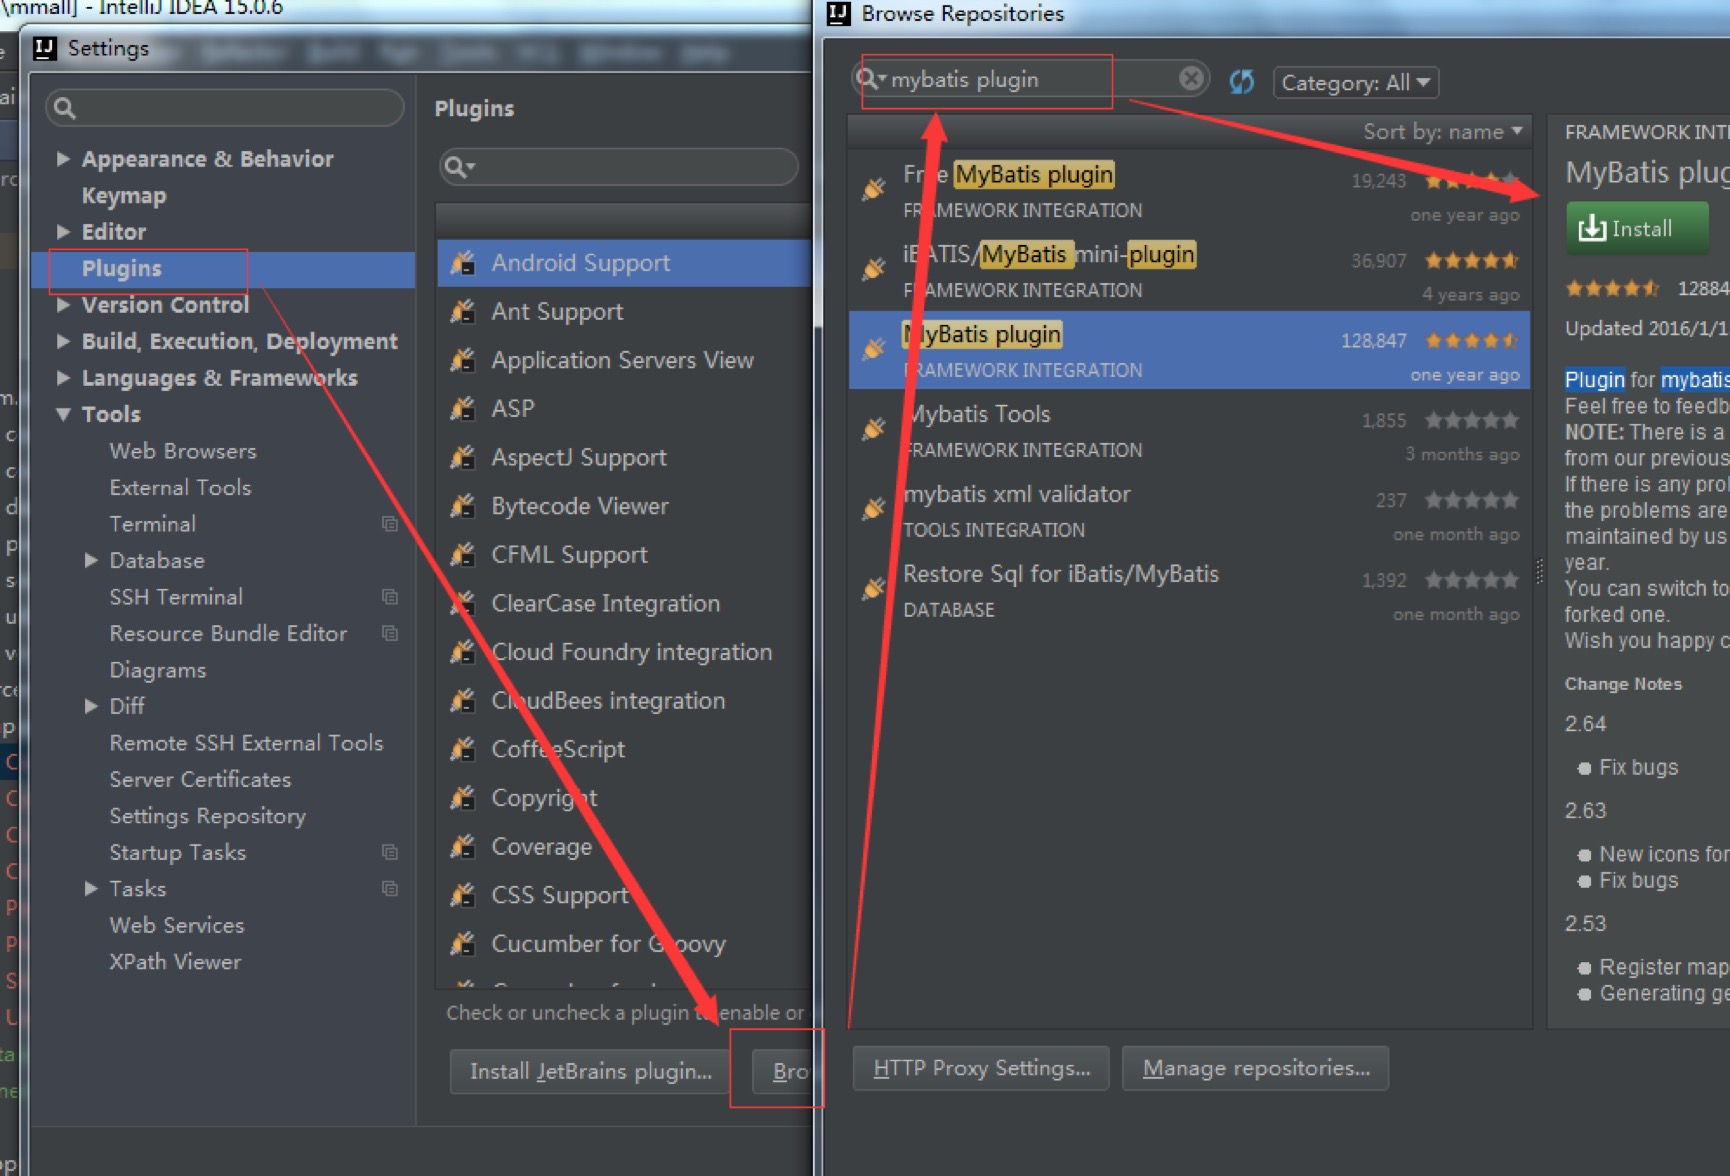 \mmall] - IntelliJ IDEA 15.0.6
Settings
Appearance & Behavior
Keymap
Editor
Plugins
Version Control
Build, Execution, Deployment
Languages & Frameworks
Tools
Web Browsers
External Tools
Terminal
Database
SSH Terminal
Resource Bundle Editor
Diagrams
Diff
Remote SSH External Tools
Server Certificates
Settings Repository
Startup Tasks
Tasks
Web Services
XPath Viewer
Plugins
Android Support
Ant Support
Application Servers View
ASP
AspectJ Support
Bytecode Viewer
CFML Support
ClearCase Integration
Cloud Foundry integration
CloudBees integration
CoffeeScript
Copyright
Coverage
CSS Support
Cucumber for Groovy
Check or uncheck a plugin to enable or
Install JetBrains plugin...
Bro
Browse Repositories
mybatis plugin
Category: All
Sort by: name
Free MyBatis plugin
19,243
FRAMEWORK INTEGRATION
one year ago
iBATIS/MyBatis mini-plugin
36,907
FRAMEWORK INTEGRATION
4 years ago
MyBatis plugin
128,847
FRAMEWORK INTEGRATION
one year ago
Mybatis Tools
1,855
FRAMEWORK INTEGRATION
3 months ago
mybatis xml validator
237
TOOLS INTEGRATION
one month ago
Restore Sql for iBatis/MyBatis
1,392
DATABASE
one month ago
HTTP Proxy Settings...
Manage repositories...
FRAMEWORK INTE
MyBatis plug
Install
12884
Updated 2016/1/1
Plugin for mybatis
Feel free to feedb
NOTE: There is a
from our previous
If there is any pro
the problems are
maintained by us
year.
You can switch to
forked one.
Wish you happy c
Change Notes
2.64
Fix bugs
2.63
New icons for
Fix bugs
2.53
Register map
Generating ge